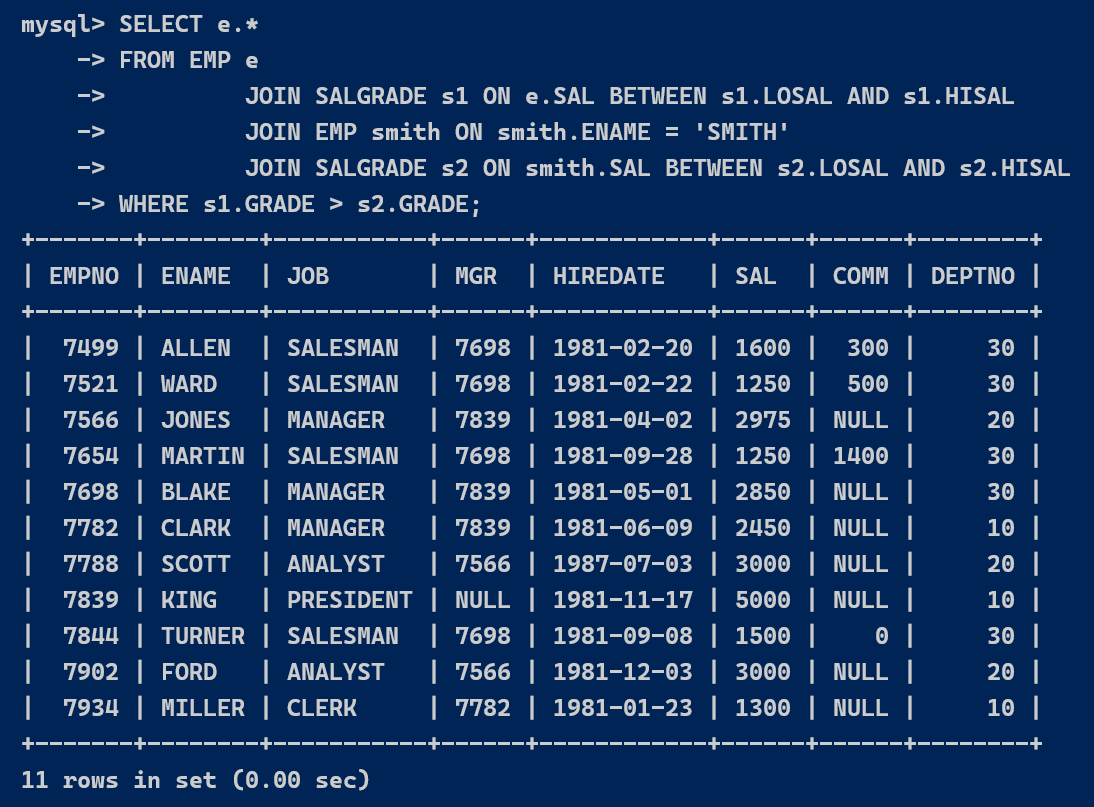 mysql> SELECT e.*
    -> FROM EMP e
    ->          JOIN SALGRADE s1 ON e.SAL BETWEEN s1.LOSAL AND s1.HISAL
    ->          JOIN EMP smith ON smith.ENAME = 'SMITH'
    ->          JOIN SALGRADE s2 ON smith.SAL BETWEEN s2.LOSAL AND s2.HISAL
    -> WHERE s1.GRADE > s2.GRADE;
+-------+--------+-----------+------+------------+------+------+--------+
| EMPNO | ENAME  | JOB       | MGR  | HIREDATE   | SAL  | COMM | DEPTNO |
+-------+--------+-----------+------+------------+------+------+--------+
|  7499 | ALLEN  | SALESMAN  | 7698 | 1981-02-20 | 1600 |  300 |     30 |
|  7521 | WARD   | SALESMAN  | 7698 | 1981-02-22 | 1250 |  500 |     30 |
|  7566 | JONES  | MANAGER   | 7839 | 1981-04-02 | 2975 | NULL |     20 |
|  7654 | MARTIN | SALESMAN  | 7698 | 1981-09-28 | 1250 | 1400 |     30 |
|  7698 | BLAKE  | MANAGER   | 7839 | 1981-05-01 | 2850 | NULL |     30 |
|  7782 | CLARK  | MANAGER   | 7839 | 1981-06-09 | 2450 | NULL |     10 |
|  7788 | SCOTT  | ANALYST   | 7566 | 1987-07-03 | 3000 | NULL |     20 |
|  7839 | KING   | PRESIDENT | NULL | 1981-11-17 | 5000 | NULL |     10 |
|  7844 | TURNER | SALESMAN  | 7698 | 1981-09-08 | 1500 |    0 |     30 |
|  7902 | FORD   | ANALYST   | 7566 | 1981-12-03 | 3000 | NULL |     20 |
|  7934 | MILLER | CLERK     | 7782 | 1981-01-23 | 1300 | NULL |     10 |
+-------+--------+-----------+------+------------+------+------+--------+
11 rows in set (0.00 sec)